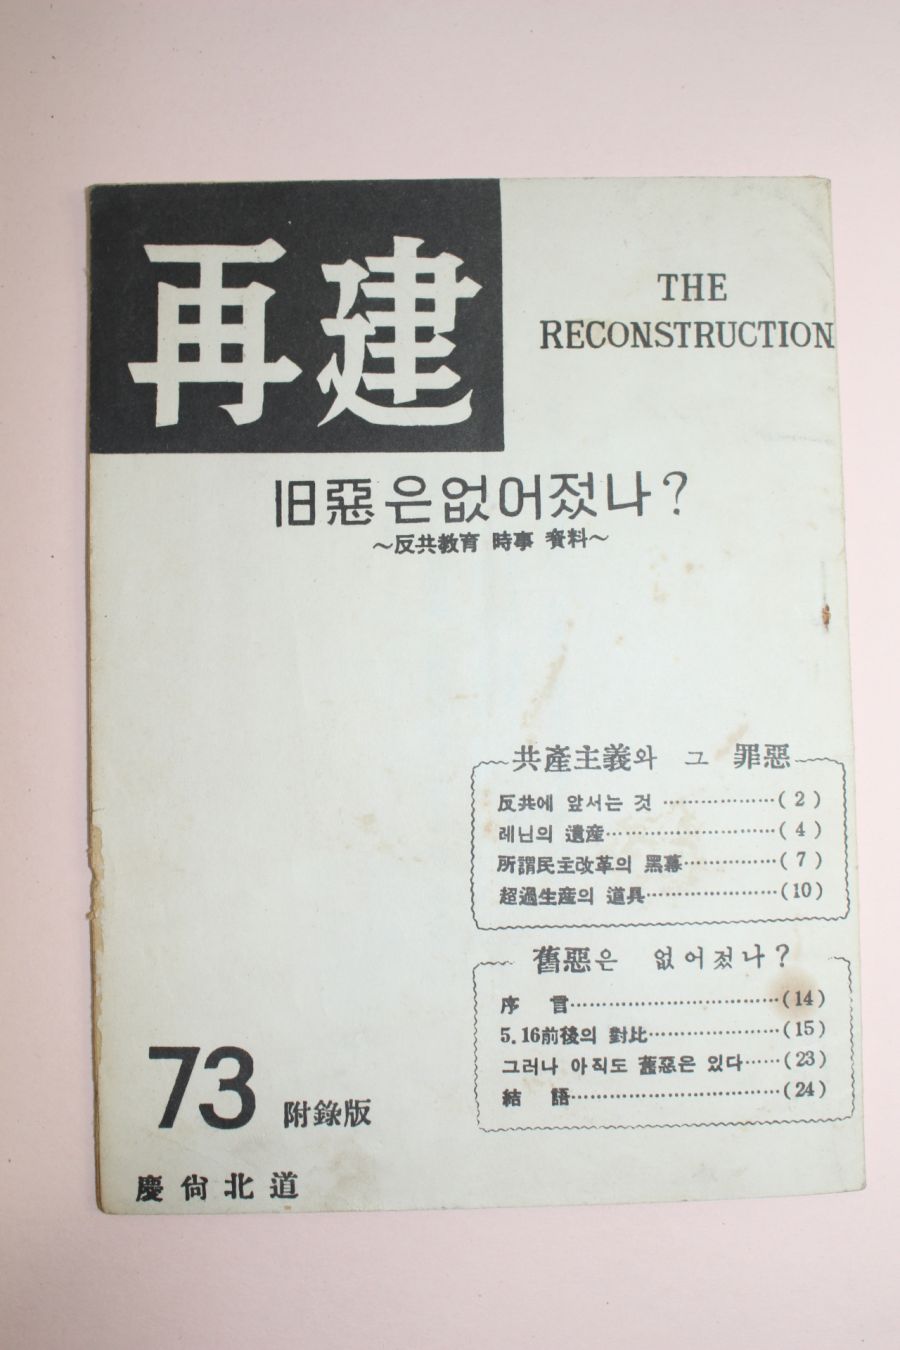 再建
THE
RECONSTRUCTION
旧惡은없어젔나?
~反共教育 時事 資料~
共產主義와 그 罪惡
反共에 앞서는 것 ………………( 2 )
레닌의 遺産………………………( 4 )
所謂民主改革의 黑幕……………( 7 )
超過生産의 道具…………………(10)
舊惡은 없어젔나?
序 言……………………………(14)
5.16前後의 對比…………………(15)
그러나 아직도 舊惡은 있다……(23)
結 語……………………………(24)
73 附錄版
慶尙北道